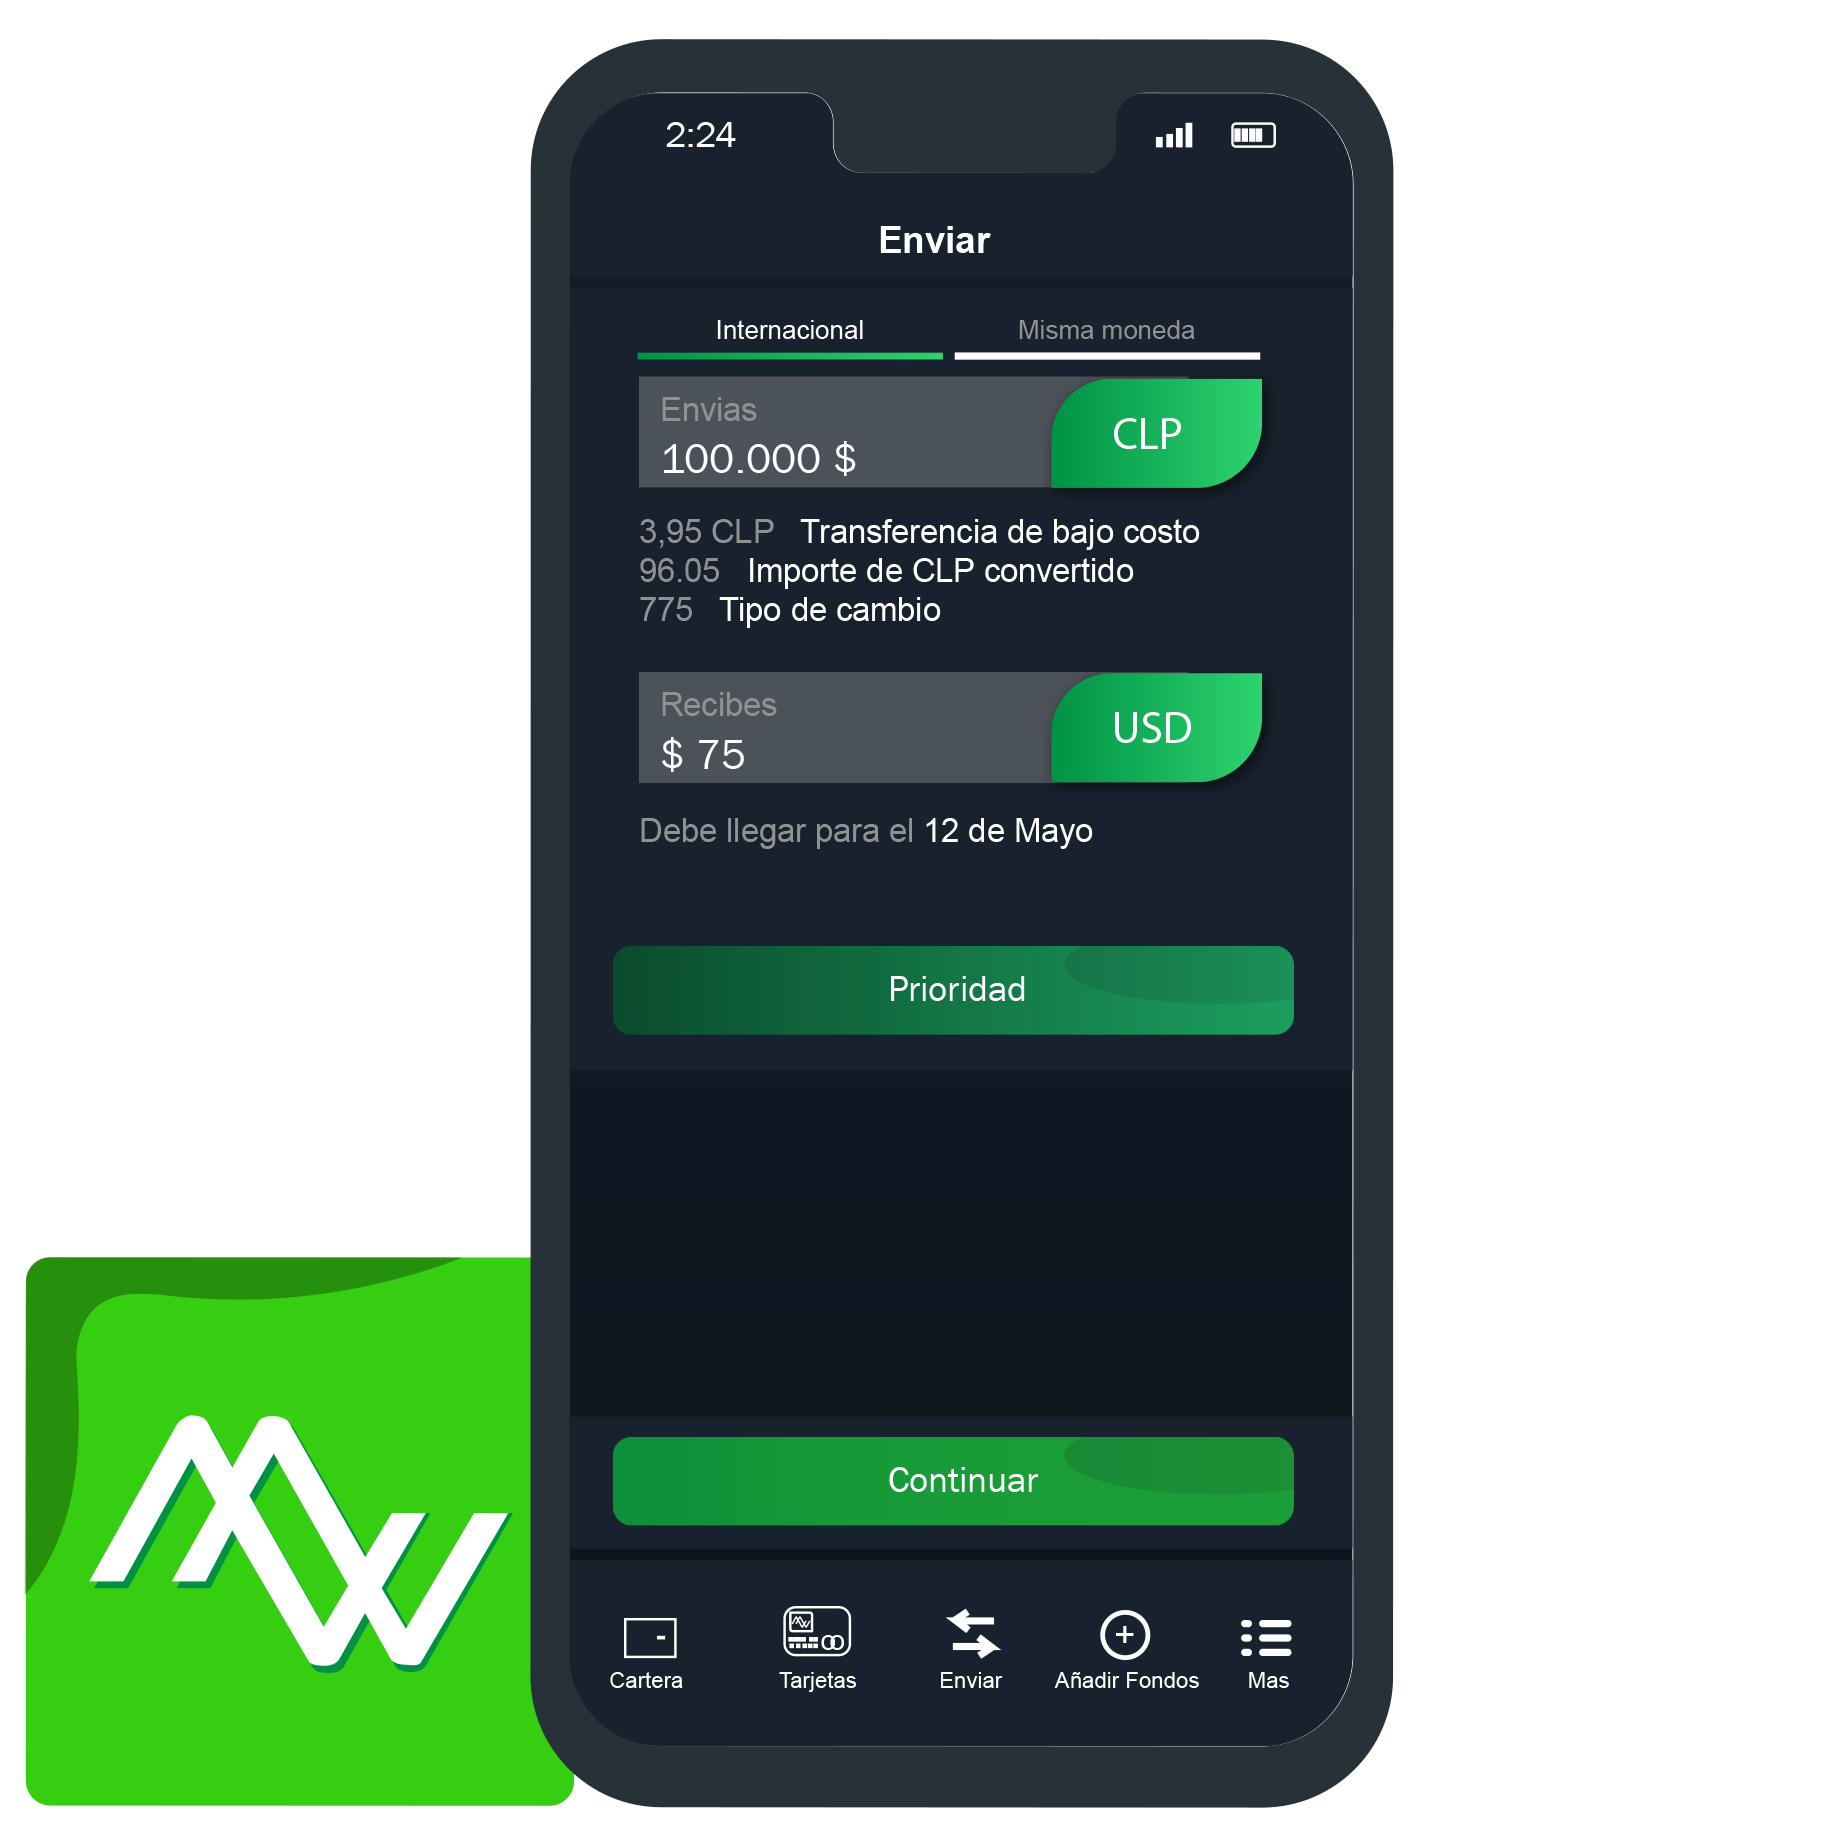 2:24
Enviar
Internacional Misma moneda
Envias
100.000 $
CLP
3,95 CLP Transferencia de bajo costo
96.05 Importe de CLP convertido
775 Tipo de cambio
Recibes
$ 75
USD
Debe llegar para el 12 de Mayo
Prioridad
Continuar
Cartera Tarjetas Enviar Añadir Fondos Mas